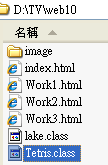 D:\TVweb10
名稱
image
index.html
Work1.html
Work2.html
Work3.html
lake.class
Tetris.class